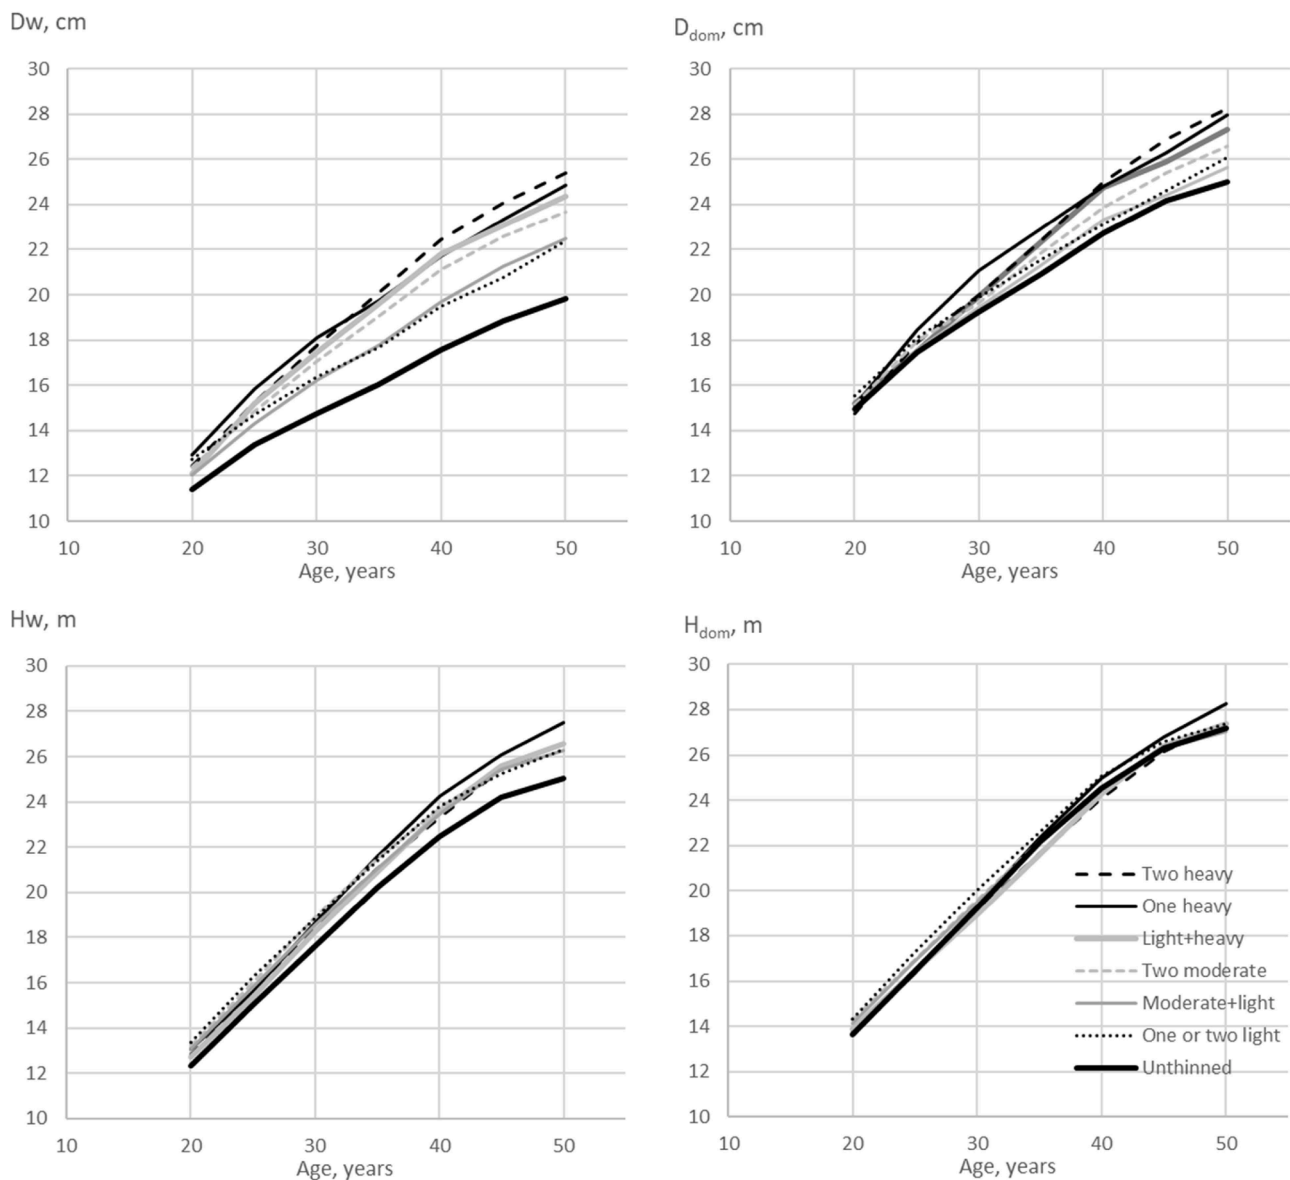 Dw, cm
30
28
26
24
22
20
18
16
14
12
10
10 20 30 40 50
Age, years
Ddom, cm
30
28
26
24
22
20
18
16
14
12
10
10 20 30 40 50
Age, years
Hw, m
30
28
26
24
22
20
18
16
14
12
10
10 20 30 40 50
Age, years
Hdom, m
30
28
26
24
22
20
18
16
14
12
10
10 20 30 40 50
Age, years
Two heavy
One heavy
Light+heavy
Two moderate
Moderate+light
One or two light
Unthinned